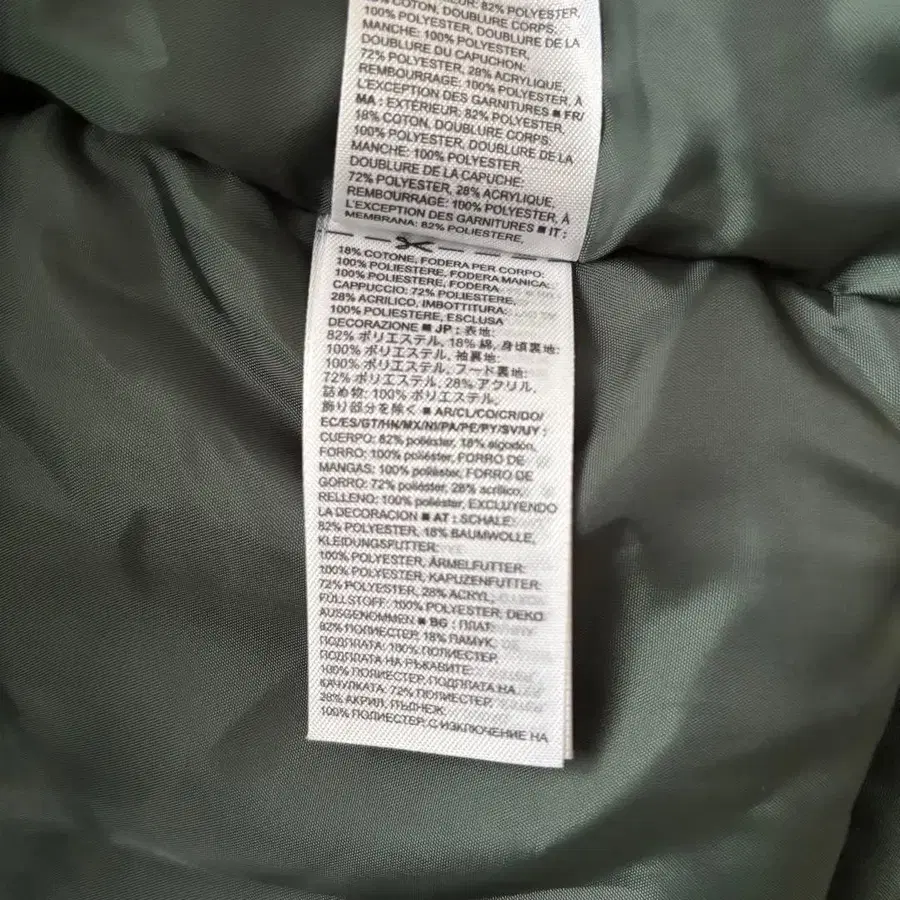 EUR: 82% POLYESTER,
18% COTON, DOUBLURE CORPS:
100% POLYESTER, DOUBLURE DE LA
MANCHE: 100% POLYESTER,
DOUBLURE DU CAPUCHON:
72% POLYESTER, 28% ACRYLIQUE,
REMBOURRAGE: 100% POLYESTER, À
L'EXCEPTION DES GARNITURES ■ FR/
MA : EXTÉRIEUR: 82% POLYESTER,
18% COTON, DOUBLURE CORPS:
100% POLYESTER, DOUBLURE DE LA
MANCHE: 100% POLYESTER,
DOUBLURE DE LA CAPUCHE:
72% POLYESTER, 28% ACRYLIQUE,
REMBOURRAGE: 100% POLYESTER, À
L'EXCEPTION DES GARNITURES ■ IT :
MEMBRANA: 82% POLIESTERE,
18% COTONE, FODERA PER CORPO:
100% POLIESTERE, FODERA MANICA:
100% POLIESTERE, FODERA
CAPPUCCIO: 72% POLIESTERE,
28% ACRILICO, IMBOTTITURA:
100% POLIESTERE, ESCLUSA
DECORAZIONE ■ JP : 表地:
82% ポリエステル, 18% 綿, 身頃裏地:
100% ポリエステル, 袖裏地:
100% ポリエステル, フード裏地:
72% ポリエステル, 28% アクリル,
詰め物: 100% ポリエステル,
飾り部分を除く ■ AR/CL/CO/CR/DO/
EC/ES/GT/HN/MX/NI/PA/PE/PY/SV/UY :
CUERPO: 82% poliéster, 18% algodón,
FORRO: 100% poliéster, FORRO DE
MANGAS: 100% poliéster, FORRO DE
GORRO: 72% poliéster, 28% acrílico,
RELLENO: 100% poliéster, EXCLUYENDO
LA DECORACION ■ AT : SCHALE:
82% POLYESTER, 18% BAUMWOLLE,
KLEIDUNGSFUTTER:
100% POLYESTER, ÄRMELFUTTER:
100% POLYESTER, KAPUZENFUTTER:
72% POLYESTER, 28% ACRYL,
FÜLLSTOFF: 100% POLYESTER, DEKO
AUSGENOMMEN ■ BG : ПЛАТ:
82% ПОЛИЕСТЕР, 18% ПАМУК,
ПОДПЛАТА: 100% ПОЛИЕСТЕР,
ПОДПЛАТА НА РЪКАВИТЕ:
100% ПОЛИЕСТЕР, ПОДПЛАТА НА
КАЧУЛКАТА: 72% ПОЛИЕСТЕР,
28% АКРИЛ, ПЪЛНЕЖ:
100% ПОЛИЕСТЕР, С ИЗКЛЮЧЕНИЕ НА